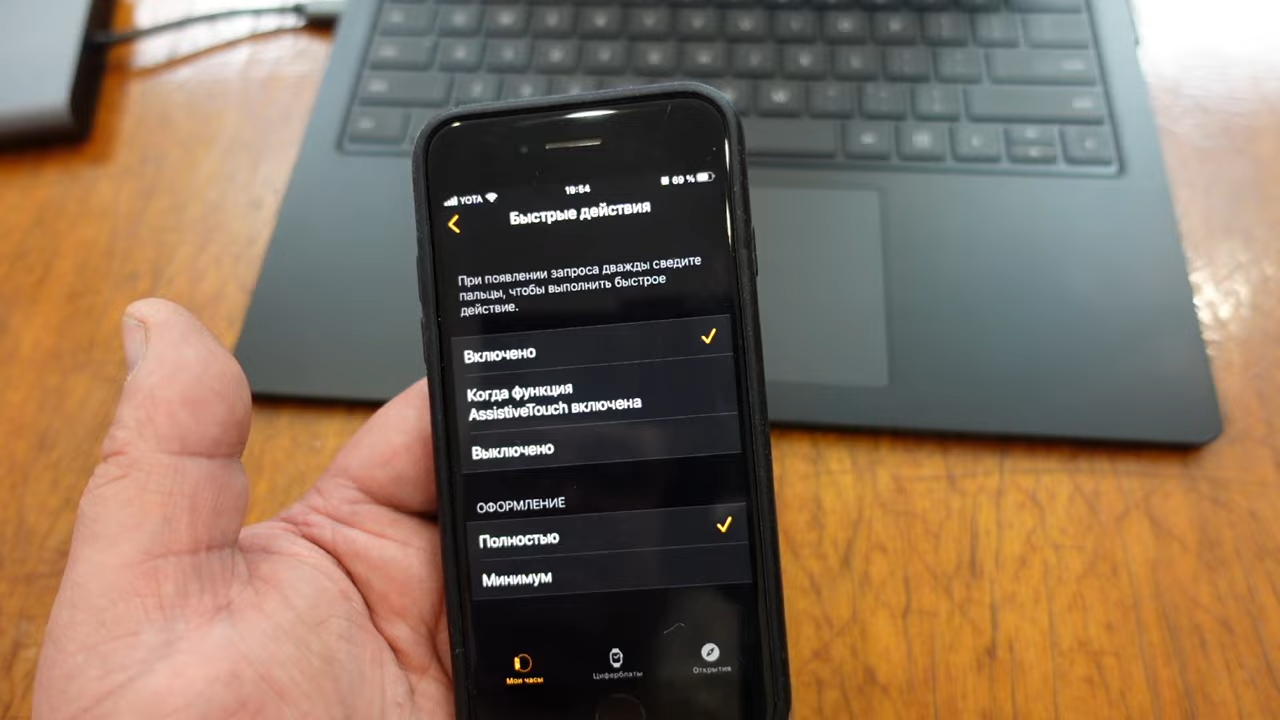 YOTA
19:54
69 %
Быстрые действия
При появлении запроса дважды сведите
пальцы, чтобы выполнить быстрое
действие.
Включено
Когда функция
AssistiveTouch включена
Выключено
ОФОРМЛЕНИЕ
Полностью
Минимум
Мои часы
Циферблаты
Открытия